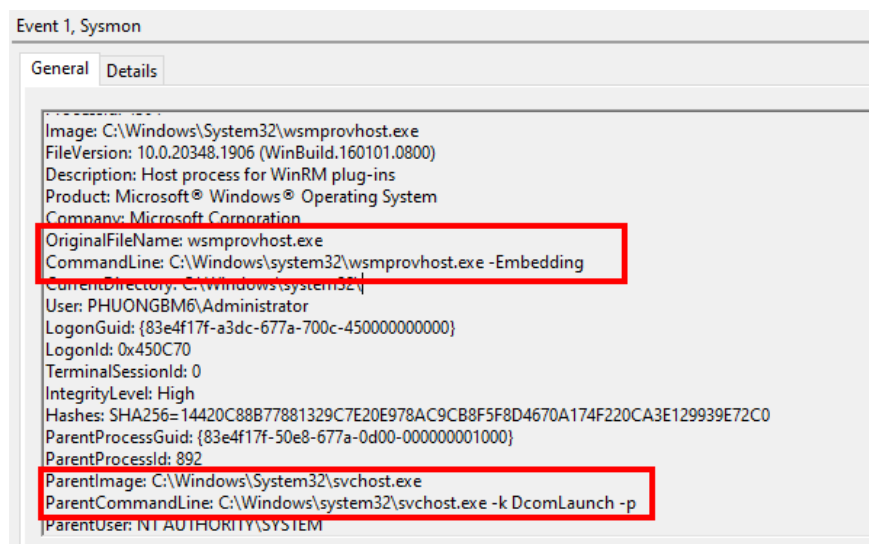 Event 1, Sysmon
General Details
Image: C:\Windows\System32\wsmprovhost.exe
FileVersion: 10.0.20348.1906 (WinBuild.160101.0800)
Description: Host process for WinRM plug-ins
Product: Microsoft® Windows® Operating System
Company: Microsoft Corporation
OriginalFileName: wsmprovhost.exe
CommandLine: C:\Windows\system32\wsmprovhost.exe -Embedding
CurrentDirectory: C:\Windows\system32\
User: PHUONGBM6\Administrator
LogonGuid: {83e4f17f-a3dc-677a-700c-450000000000}
LogonId: 0x450C70
TerminalSessionId: 0
IntegrityLevel: High
Hashes: SHA256=14420C88B77881329C7E20E978AC9CB8F5F8D4670A174F220CA3E129939E72C0
ParentProcessGuid: {83e4f17f-50e8-677a-0d00-000000001000}
ParentProcessId: 892
ParentImage: C:\Windows\System32\svchost.exe
ParentCommandLine: C:\Windows\system32\svchost.exe -k DcomLaunch -p
ParentUser: NT AUTHORITY\SYSTEM